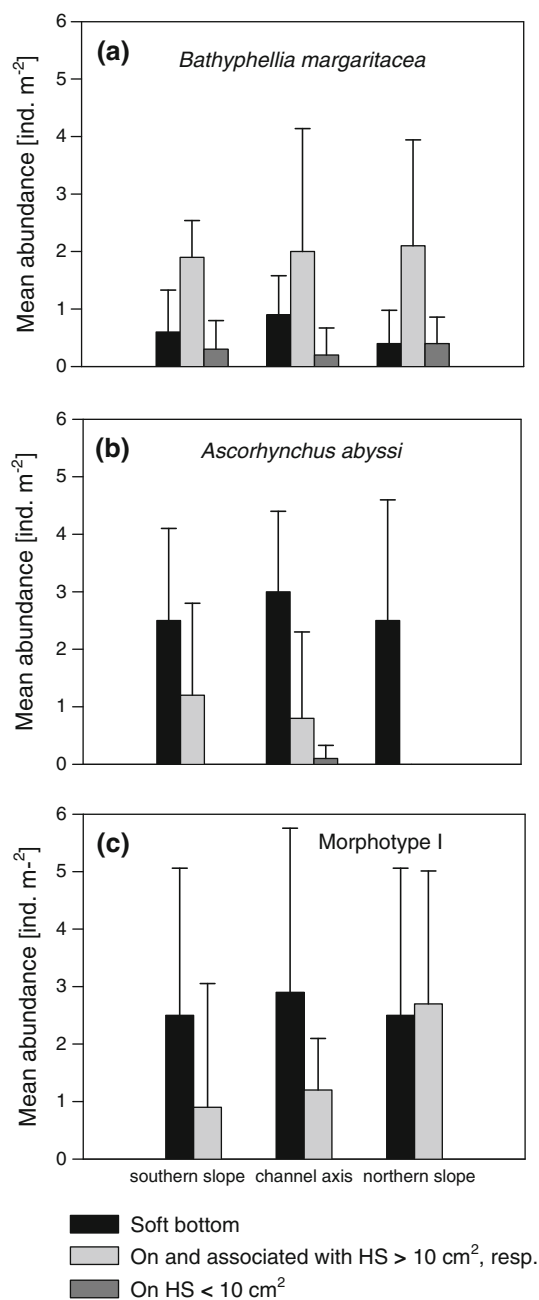 (a) Bathyphellia margaritacea
Mean abundance [ind. m⁻²]
6
5
4
3
2
1
0
(b) Ascorhynchus abyssi
Mean abundance [ind. m⁻²]
6
5
4
3
2
1
0
(c) Morphotype I
Mean abundance [ind. m-²]
6
5
4
3
2
1
0
southern slope channel axis northern slope
Soft bottom
On and associated with HS > 10 cm², resp.
On HS < 10 cm²